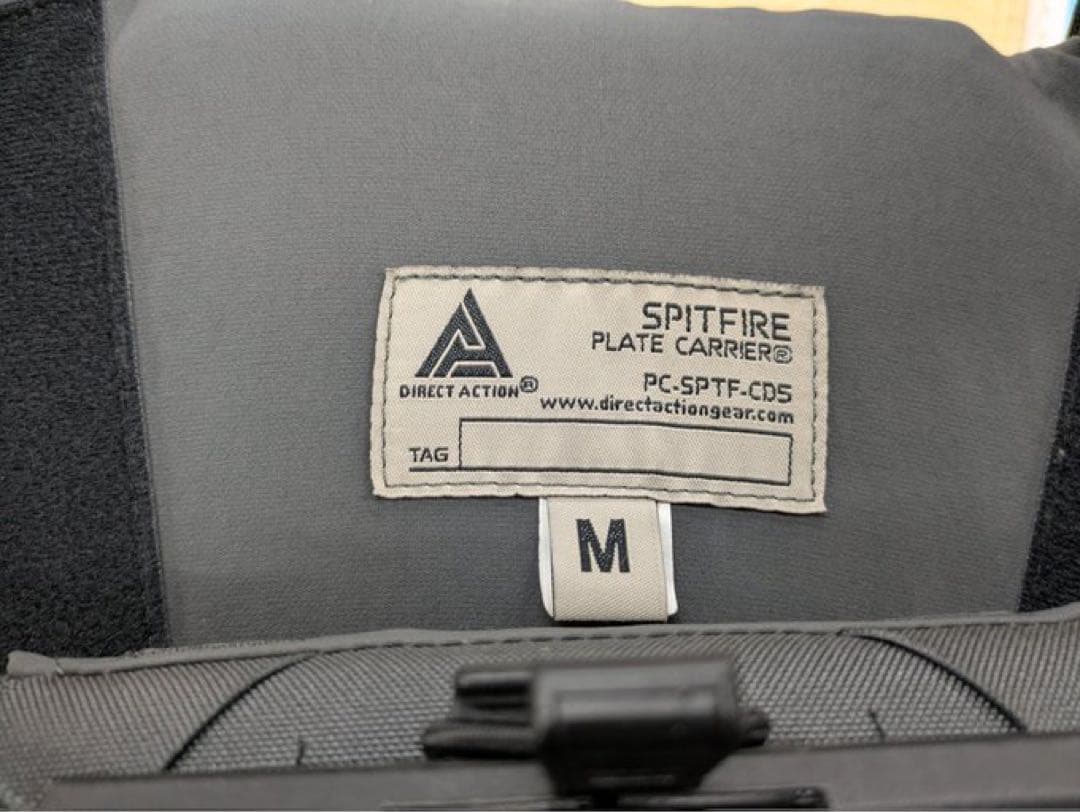 SPITFIRE
PLATE CARRIER®
DIRECT ACTION®
PC-SPTF-CD5
www.directactiongear.com
TAG
M